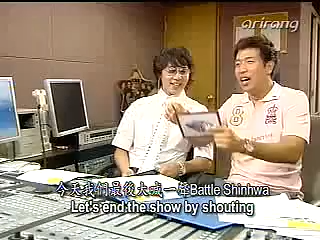 arirang
今天我們最後大喊一聲Battle Shinhwa
Let's end the show by shouting